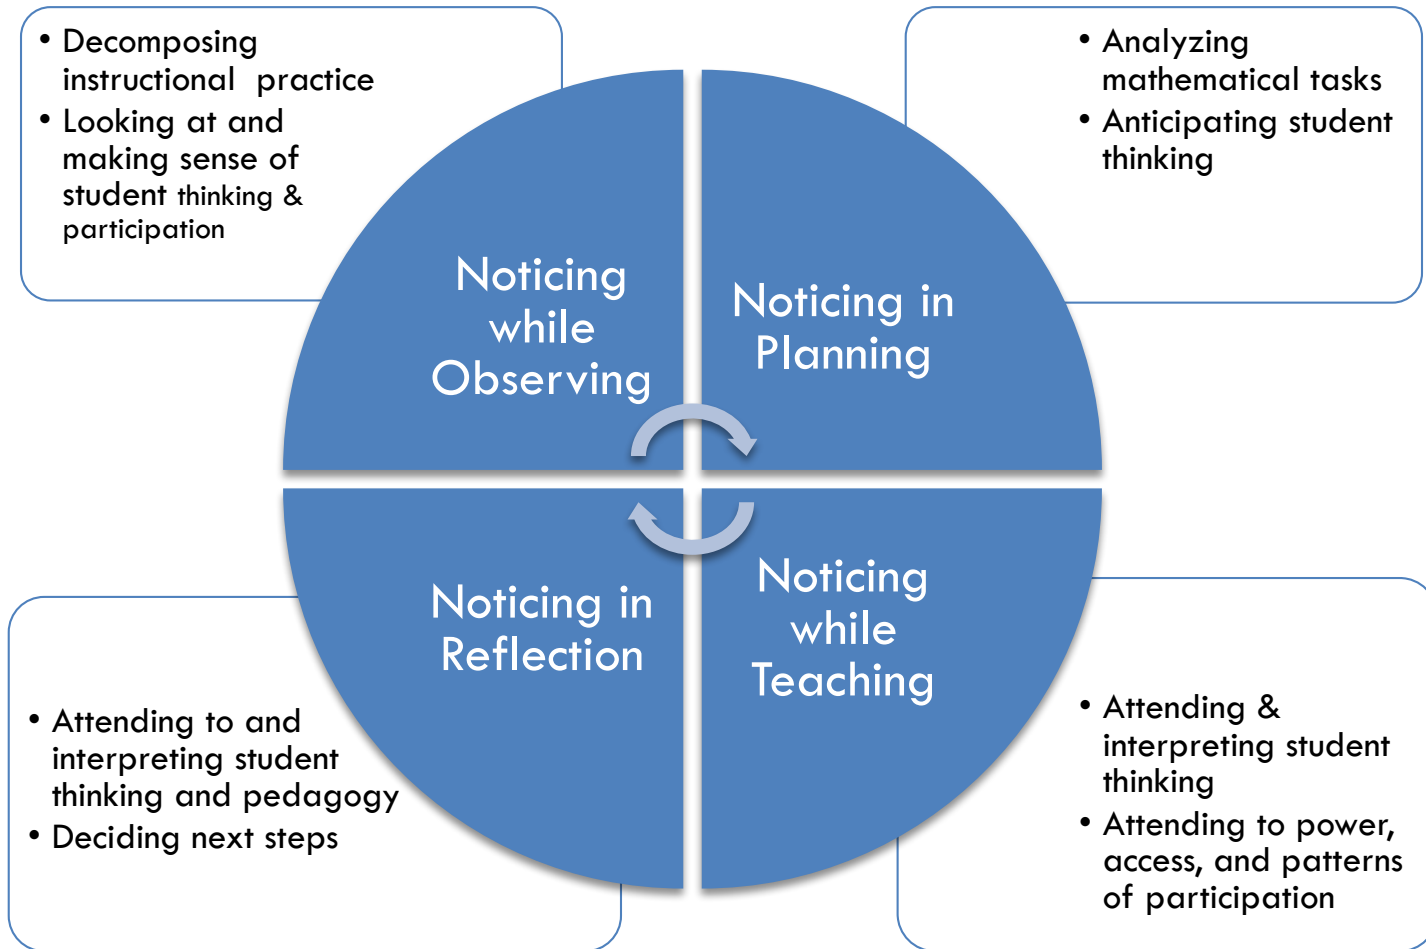 • Decomposing
instructional practice
• Looking at and
making sense of
student thinking &
participation
• Analyzing
mathematical tasks
• Anticipating student
thinking
Noticing
while
Observing
Noticing in
Planning
Noticing in
Reflection
Noticing
while
Teaching
• Attending to and
interpreting student
thinking and pedagogy
• Deciding next steps
• Attending &
interpreting student
thinking
• Attending to power,
access, and patterns
of participation